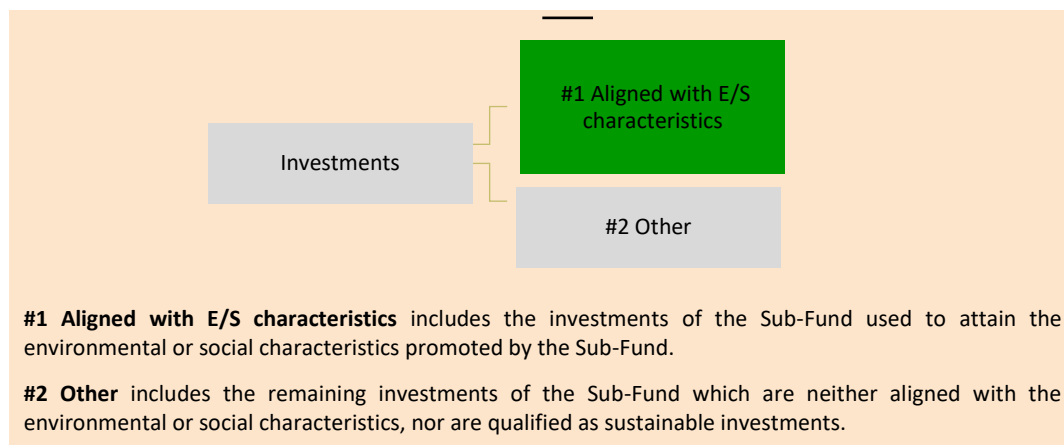 #1 Aligned with E/S
characteristics
Investments
#2 Other
#1 Aligned with E/S characteristics includes the investments of the Sub-Fund used to attain the
environmental or social characteristics promoted by the Sub-Fund.
#2 Other includes the remaining investments of the Sub-Fund which are neither aligned with the
environmental or social characteristics, nor are qualified as sustainable investments.